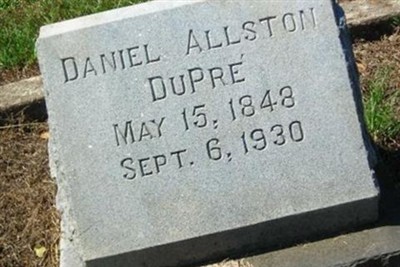 DANIEL ALLSTON
DUPRÉ
MAY 15, 1848
SEPT. 6, 1930